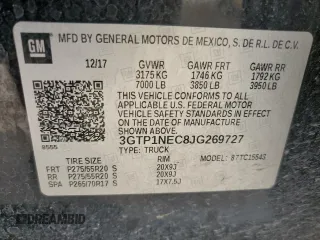 GM
MFD BY GENERAL MOTORS DE MEXICO, S. DE R.L. DE C.V.
12/17 GVWR GAWR FRT GAWR RR
3175 KG 1746 KG 1792 KG
7000 LB 3850 LB 3950 LB
THIS VEHICLE CONFORMS TO ALL
APPLICABLE U.S. FEDERAL MOTOR
VEHICLE SAFETY STANDARDS IN
EFFECT ON THE DATE OF
MANUFACTURE SHOWN ABOVE.
3GTP1NEC8JG269727
TYPE: TRUCK
TIRE SIZE RIM
FRT P275/55R20 S 20X9J
RR P275/55R20 S 20X9J
SPA P265/70R17 S 17X7.5J
AUTOBIDMASTER